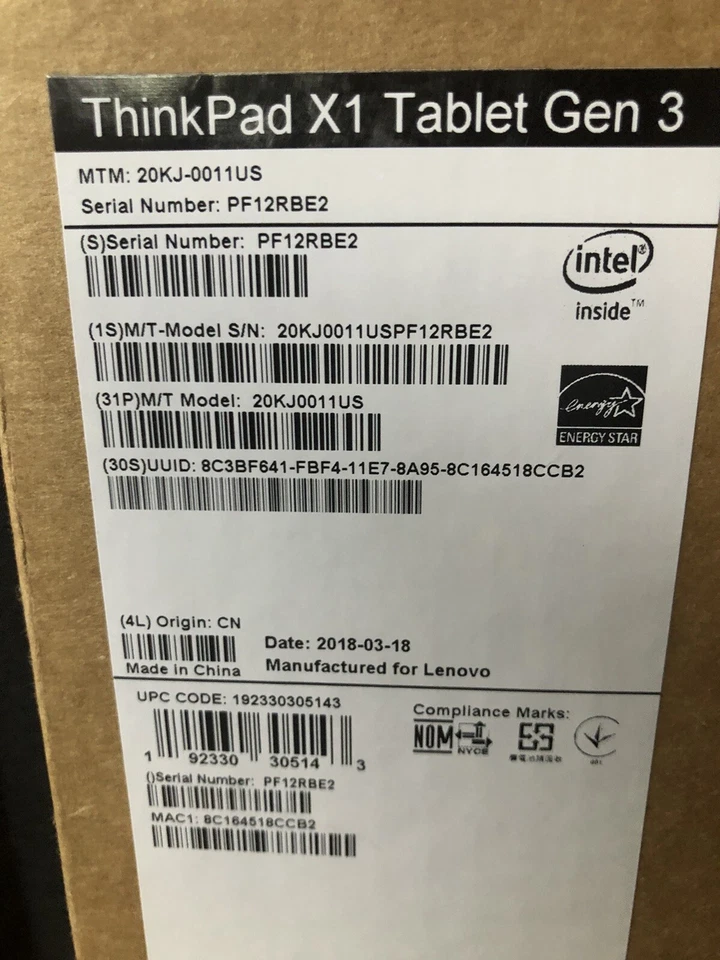 ThinkPad X1 Tablet Gen 3
MTM: 20KJ-0011US
Serial Number: PF12RBE2
(S)Serial Number: PF12RBE2
intel®
inside™
(1S)M/T-Model S/N: 20KJ0011USPF12RBE2
(31P)M/T Model: 20KJ0011US
energy
ENERGY STAR
(30S)UUID: 8C3BF641-FBF4-11E7-8A95-8C164518CCB2
(4L) Origin: CN
Date: 2018-03-18
Made in China
Manufactured for Lenovo
UPC CODE: 192330305143
Compliance Marks:
NOM
NYCE
1 92330 30514 3
()Serial Number: PF12RBE2
MAC1: 8C164518CCB2